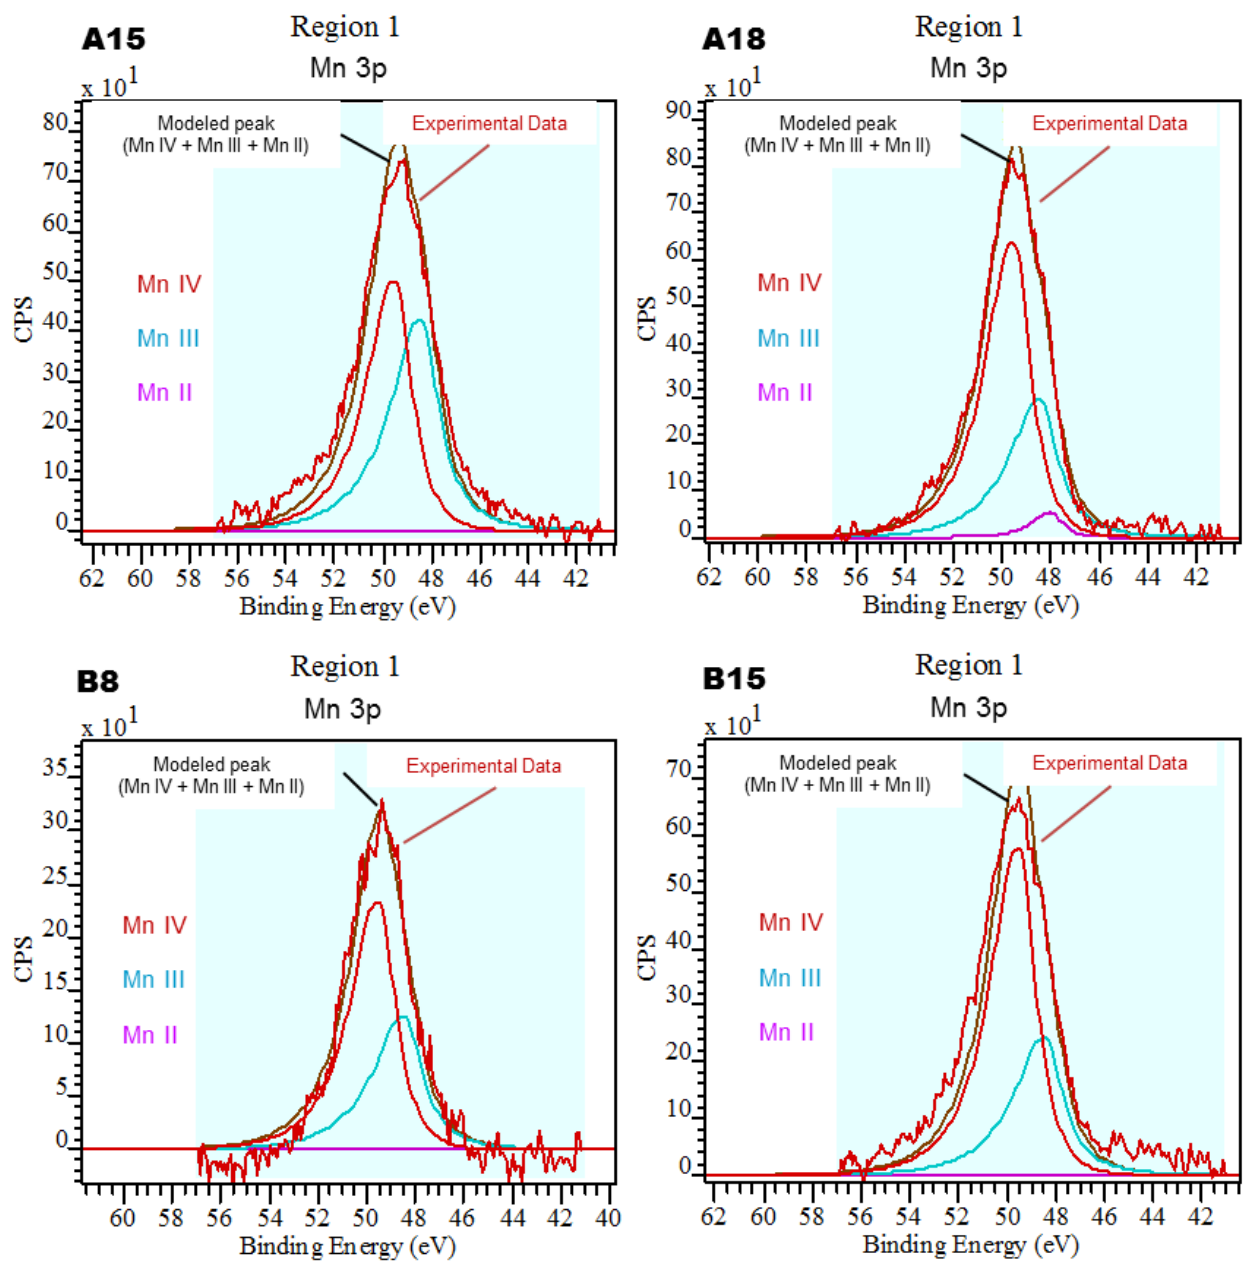 A15
Region 1
Mn 3p
x 10¹
Modeled peak
(Mn IV + Mn III + Mn II)
Experimental Data
80
70
60
50
40
30
20
10
0
CPS
Mn IV
Mn III
Mn II
62 60 58 56 54 52 50 48 46 44 42
Binding Energy (eV)
A18
Region 1
Mn 3p
x 10¹
Modeled peak
(Mn IV + Mn III + Mn II)
Experimental Data
90
80
70
60
50
40
30
20
10
0
CPS
Mn IV
Mn III
Mn II
62 60 58 56 54 52 50 48 46 44 42
Binding Energy (eV)
B8
Region 1
Mn 3p
x 10¹
Modeled peak
(Mn IV + Mn III + Mn II)
Experimental Data
35
30
25
20
15
10
5
0
CPS
Mn IV
Mn III
Mn II
60 58 56 54 52 50 48 46 44 42 40
Binding Energy (eV)
B15
Region 1
Mn 3p
x 10¹
Modeled peak
(Mn IV + Mn III + Mn II)
Experimental Data
70
60
50
40
30
20
10
0
CPS
Mn IV
Mn III
Mn II
62 60 58 56 54 52 50 48 46 44 42
Binding Energy (eV)